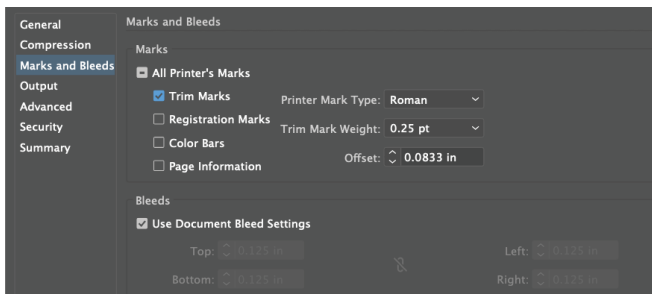 General
Compression
Marks and Bleeds
Output
Advanced
Security
Summary
Marks and Bleeds
Marks
All Printer's Marks
Trim Marks
Registration Marks
Color Bars
Page Information
Printer Mark Type: Roman
Trim Mark Weight: 0.25 pt
Offset: 0.0833 in
Bleeds
Use Document Bleed Settings
Top: 0.125 in
Left: 0.125 in
Bottom: 0.125 in
Right: 0.125 in